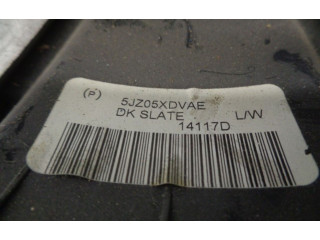 (P) 5JZ05XDVAE
DK SLATE L/W
14117D